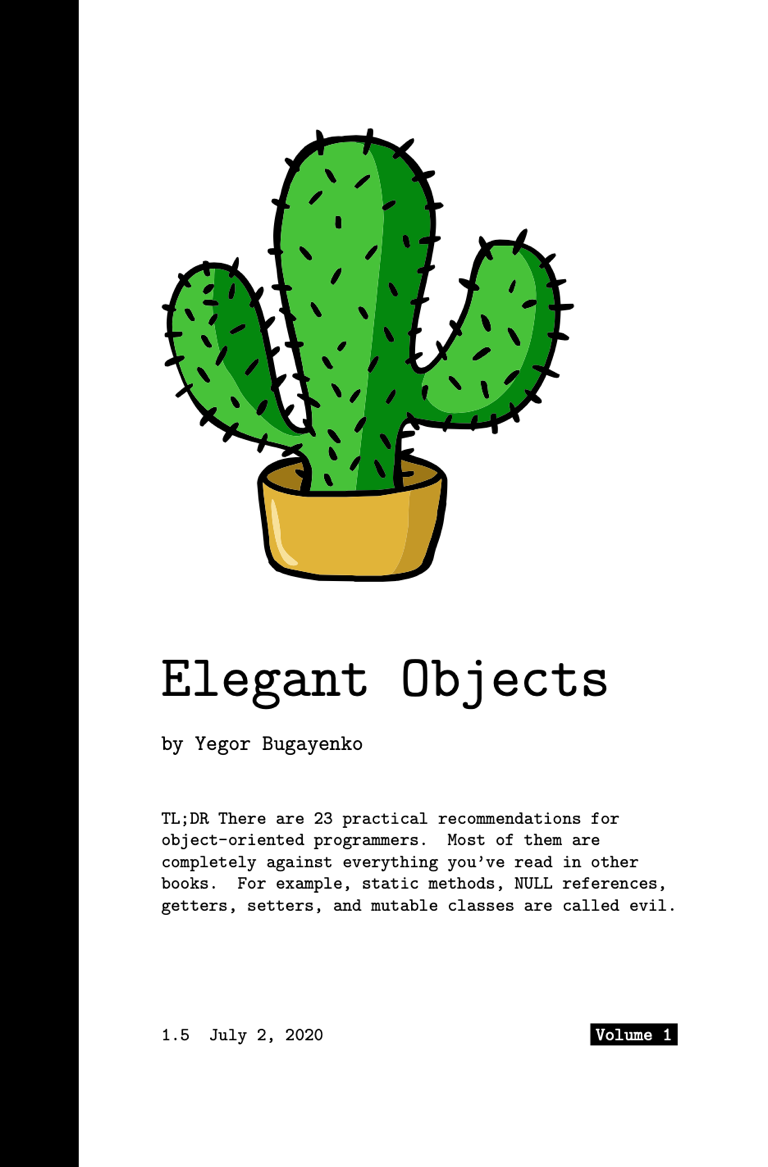 Elegant Objects
by Yegor Bugayenko
TL;DR There are 23 practical recommendations for
object-oriented programmers.  Most of them are
completely against everything you've read in other
books.  For example, static methods, NULL references,
getters, setters, and mutable classes are called evil.
1.5  July 2, 2020
Volume 1